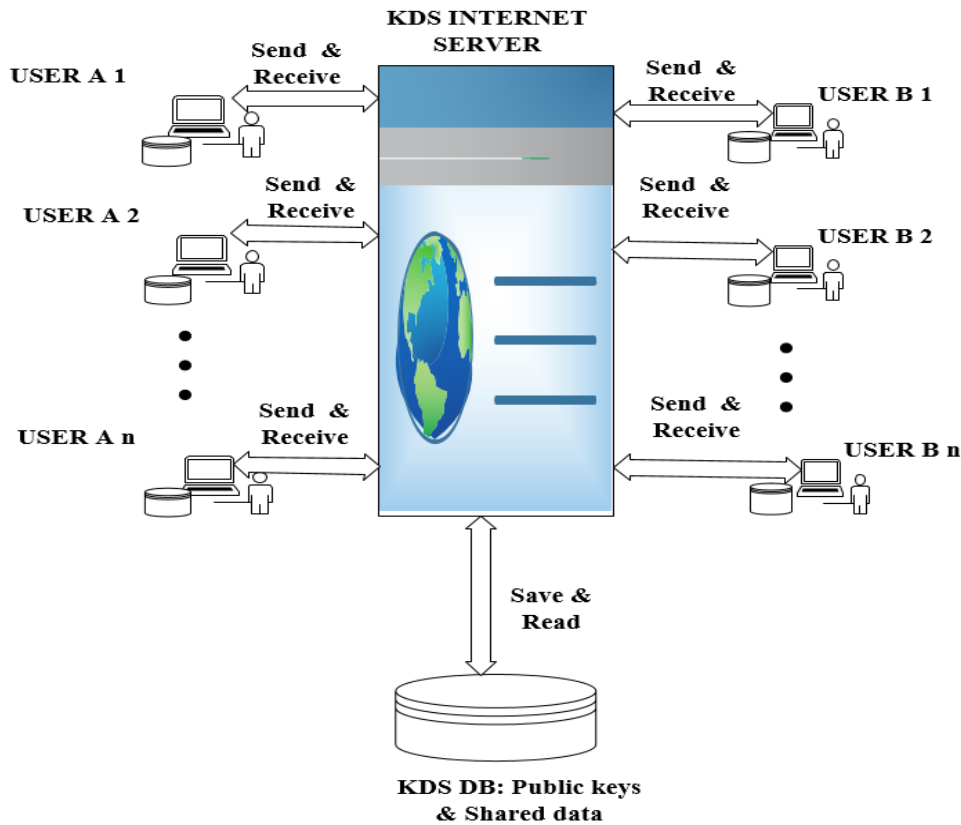 KDS INTERNET
SERVER
Send &
Receive
USER A 1
Send &
Receive
USER B 1
Send &
Receive
USER A 2
Send &
Receive
USER B 2
Send &
Receive
USER A n
Send &
Receive
USER B n
Save &
Read
KDS DB: Public keys
& Shared data